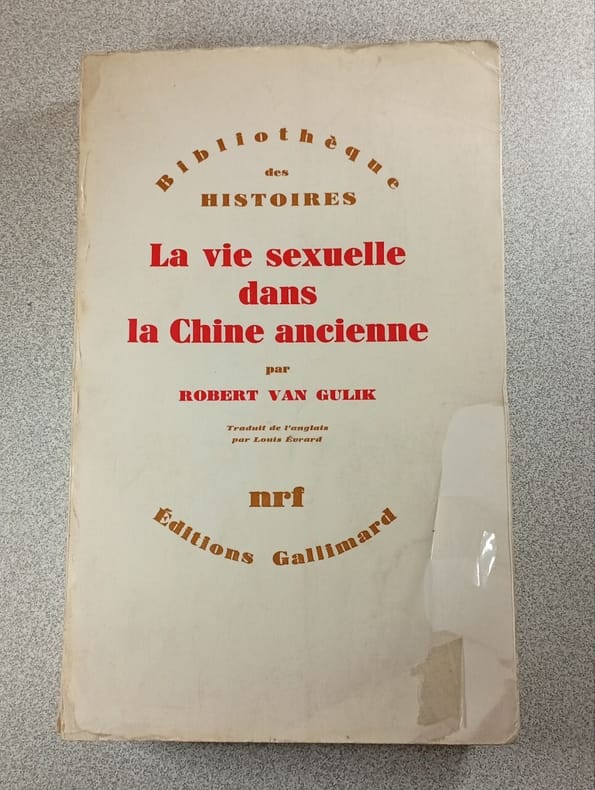 Bibliothèque
des
HISTOIRES
La vie sexuelle
dans
la Chine ancienne
par
ROBERT VAN GULIK
Traduit de l'anglais
par Louis Évrard
nrf
Éditions Gallimard